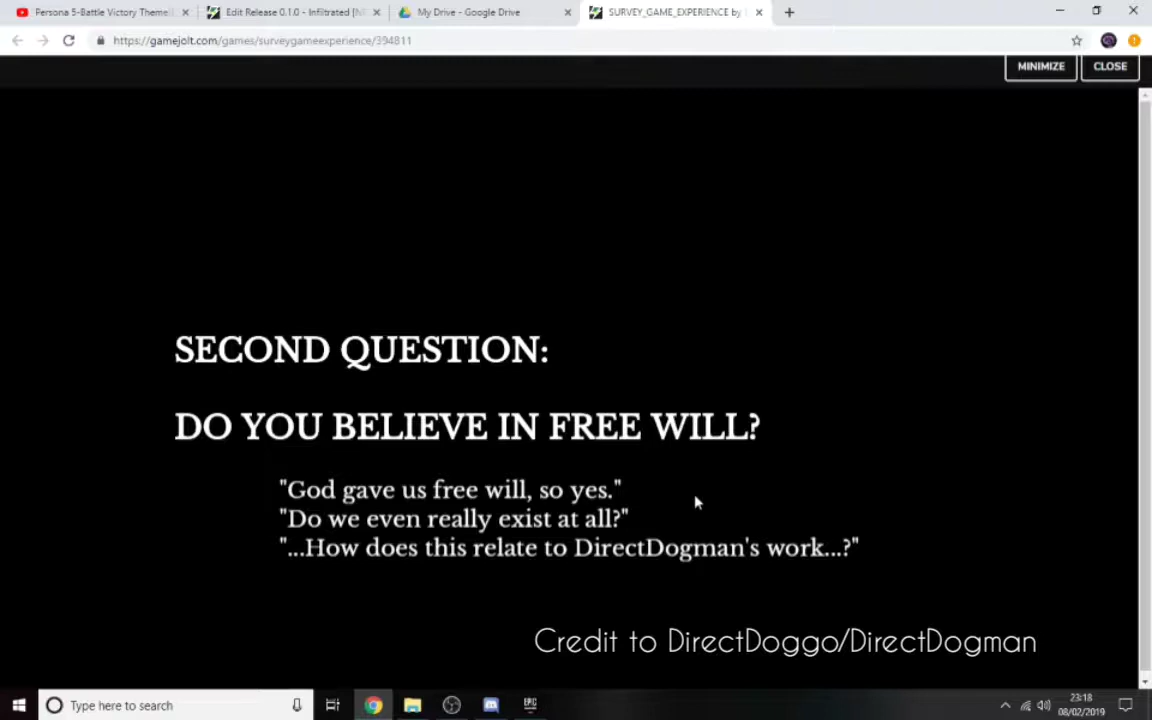 Persona 5-Battle Victory Theme
Edit Release 0.1.0 - Infiltrated [N
My Drive - Google Drive
SURVEY_GAME_EXPERIENCE by
https://gamejolt.com/games/surveygameexperience/394811
MINIMIZE
CLOSE
SECOND QUESTION:
DO YOU BELIEVE IN FREE WILL?
"God gave us free will, so yes."
"Do we even really exist at all?"
"...How does this relate to DirectDogman's work...?"
Credit to DirectDoggo/DirectDogman
Type here to search
EPIC
23:18
08/02/2019